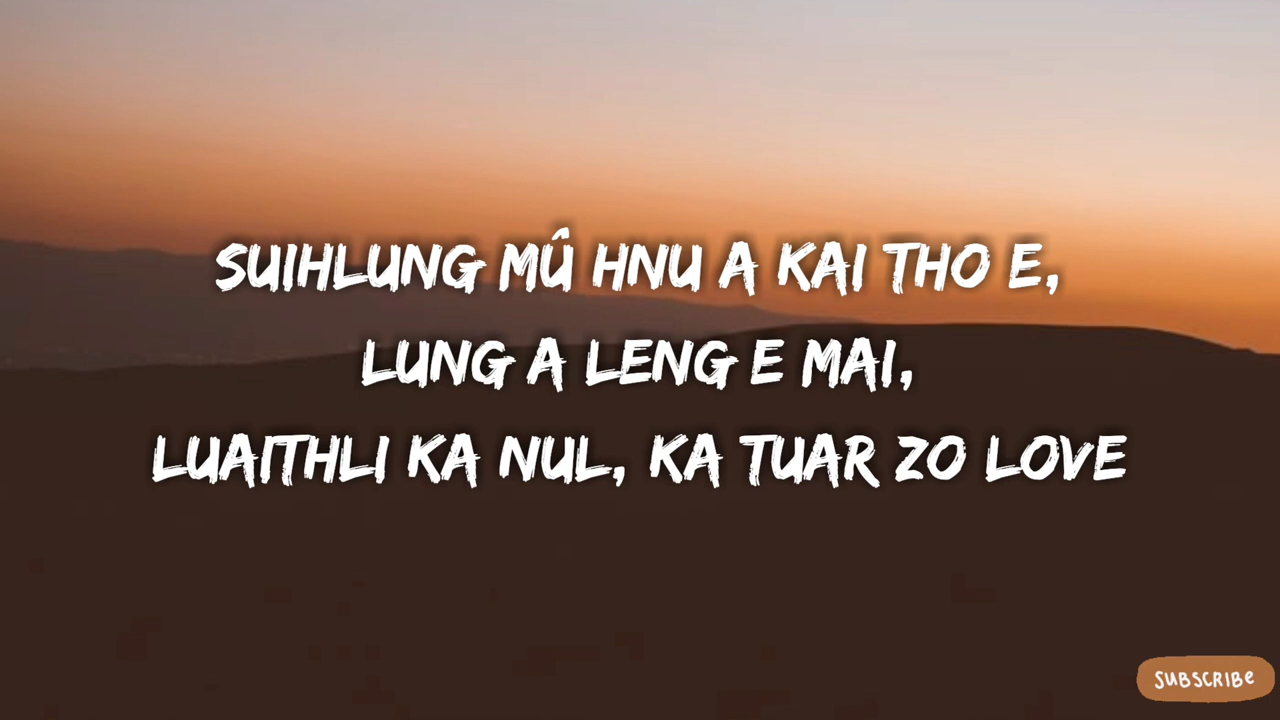 SUIHLUNG MÛ HNU A KAI THO E,
LUNG A LENG E MAI,
LUAITHLI KA NUL, KA TUAR ZO LOVE
SUBSCRIBE